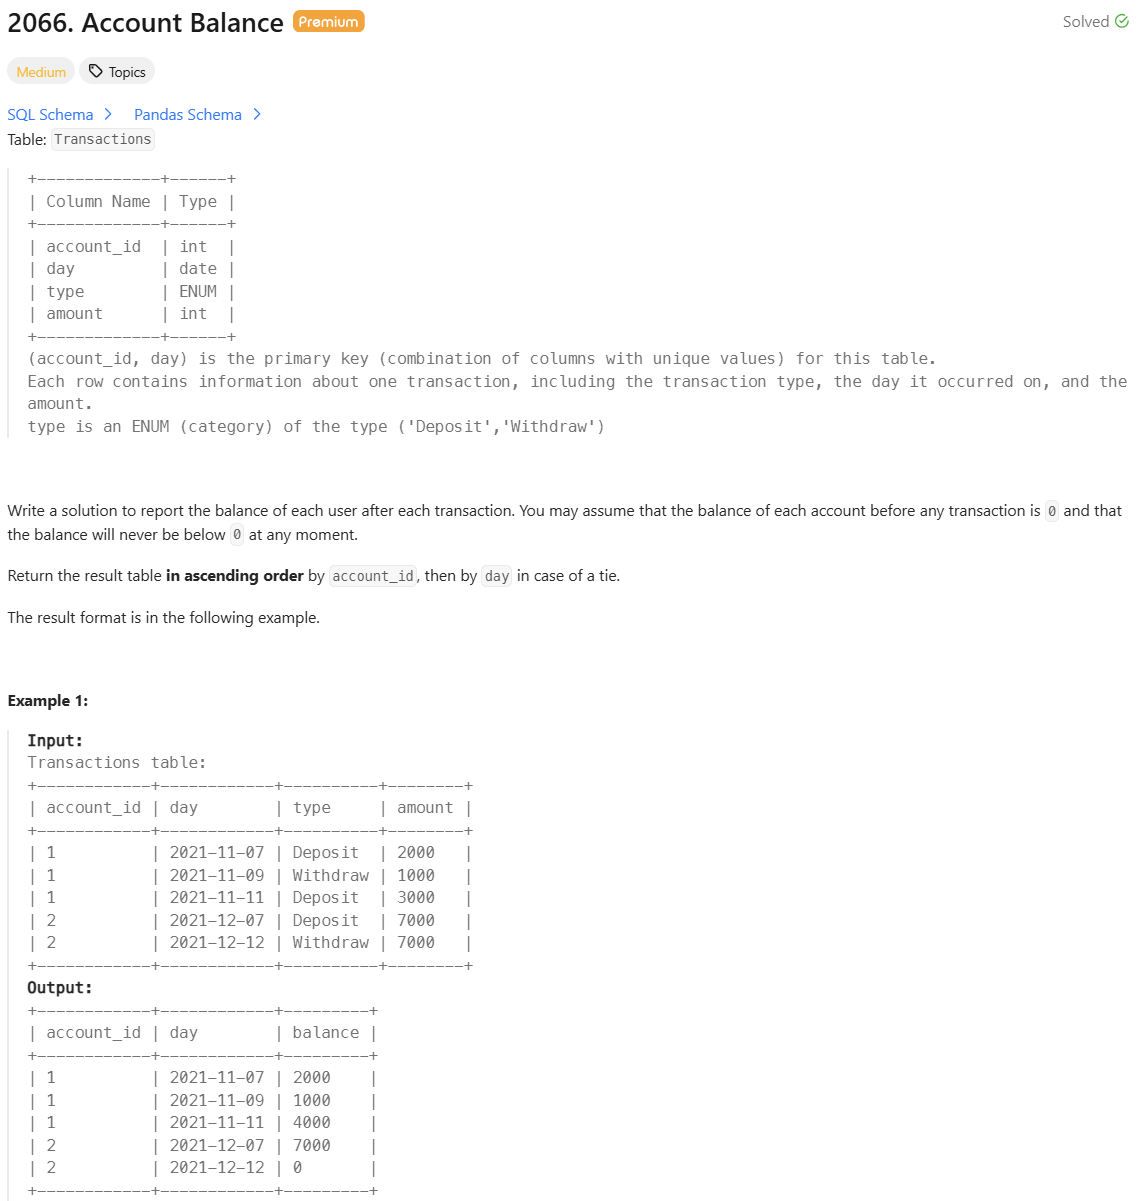 2066. Account Balance Premium
Solved
Medium Topics
SQL Schema Pandas Schema
Table: Transactions
+-------------+------+
| Column Name | Type |
+-------------+------+
| account_id  | int  |
| day         | date |
| type        | ENUM |
| amount      | int  |
+-------------+------+
(account_id, day) is the primary key (combination of columns with unique values) for this table.
Each row contains information about one transaction, including the transaction type, the day it occurred on, and the
amount.
type is an ENUM (category) of the type ('Deposit','Withdraw')
Write a solution to report the balance of each user after each transaction. You may assume that the balance of each account before any transaction is 0 and that
the balance will never be below 0 at any moment.
Return the result table in ascending order by account_id, then by day in case of a tie.
The result format is in the following example.
Example 1:
Input:
Transactions table:
+------------+------------+----------+--------+
| account_id | day        | type     | amount |
+------------+------------+----------+--------+
| 1          | 2021-11-07 | Deposit  | 2000   |
| 1          | 2021-11-09 | Withdraw | 1000   |
| 1          | 2021-11-11 | Deposit  | 3000   |
| 2          | 2021-12-07 | Deposit  | 7000   |
| 2          | 2021-12-12 | Withdraw | 7000   |
+------------+------------+----------+--------+
Output:
+------------+------------+---------+
| account_id | day        | balance |
+------------+------------+---------+
| 1          | 2021-11-07 | 2000    |
| 1          | 2021-11-09 | 1000    |
| 1          | 2021-11-11 | 4000    |
| 2          | 2021-12-07 | 7000    |
| 2          | 2021-12-12 | 0       |
+------------+------------+---------+